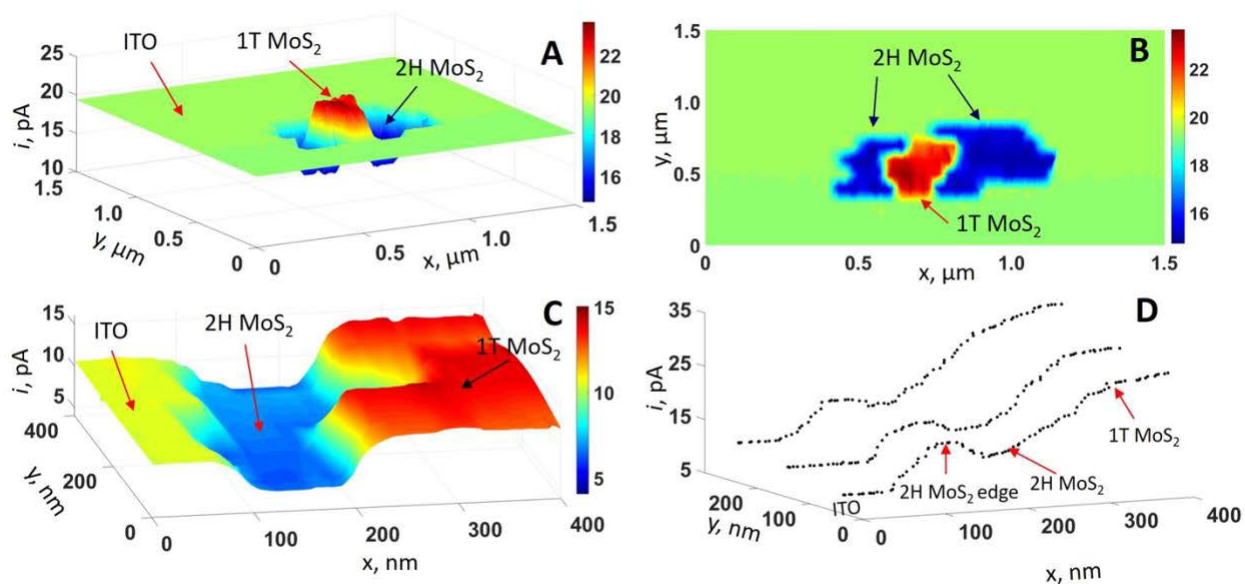 A
ITO
1T MoS₂
2H MoS₂
25
20
15
10
i, pA
1.5
1.0
0.5
0
y, µm
0
0.5
1.0
1.5
x, µm
22
20
18
16
B
2H MoS₂
1T MoS₂
1.5
1.0
0.5
0
y, µm
0
0.5
1.0
1.5
x, µm
22
20
18
16
C
ITO
2H MoS₂
1T MoS₂
15
10
5
i, pA
400
200
0
y, nm
0
100
200
300
400
x, nm
15
10
5
D
35
25
15
5
i, pA
200
100
0
y, nm
ITO
2H MoS₂ edge
2H MoS₂
1T MoS₂
0
100
200
300
400
x, nm